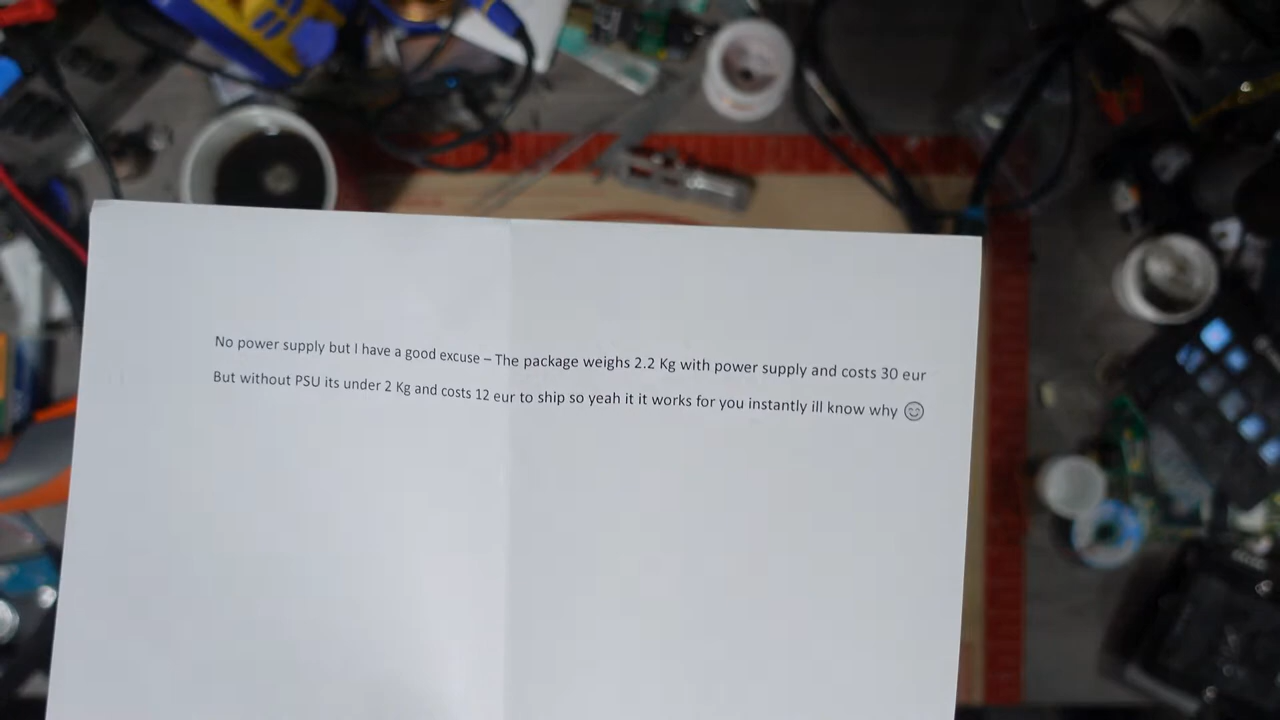 No power supply but I have a good excuse – The package weighs 2.2 Kg with power supply and costs 30 eur
But without PSU its under 2 Kg and costs 12 eur to ship so yeah it it works for you instantly ill know why 😊